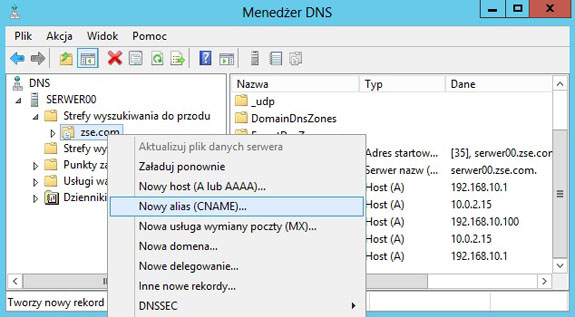 Menedżer DNS
Plik Akcja Widok Pomoc
DNS
SERWER00
Strefy wyszukiwania do przodu
zse.com
Strefy wy
Punkty za
Usługi wa
Dzienniki
Nazwa Typ Dane
_udp
DomainDnsZones
Adres startow... [35], serwer00.zse.com
Serwer nazw (... serwer00.zse.com.
Host (A) 192.168.10.1
Host (A) 10.0.2.15
Host (A) 192.168.10.100
Host (A) 10.0.2.15
Host (A) 192.168.10.1
Aktualizuj plik danych serwera
Załaduj ponownie
Nowy host (A lub AAAA)...
Nowy alias (CNAME)...
Nowa usługa wymiany poczty (MX)...
Nowa domena...
Nowe delegowanie...
Inne nowe rekordy...
DNSSEC
Tworzy nowy rekord